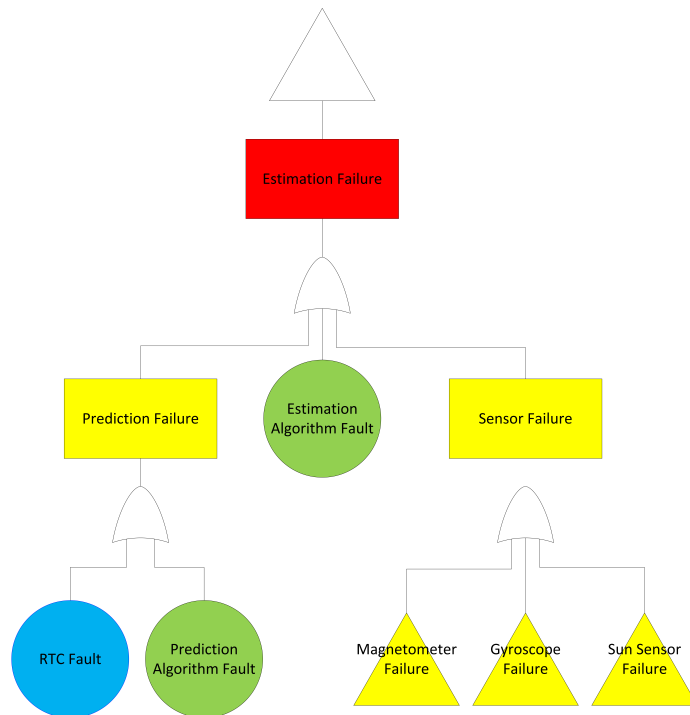 Estimation Failure
Prediction Failure
Estimation
Algorithm Fault
Sensor Failure
RTC Fault
Prediction
Algorithm Fault
Magnetometer
Failure
Gyroscope
Failure
Sun Sensor
Failure